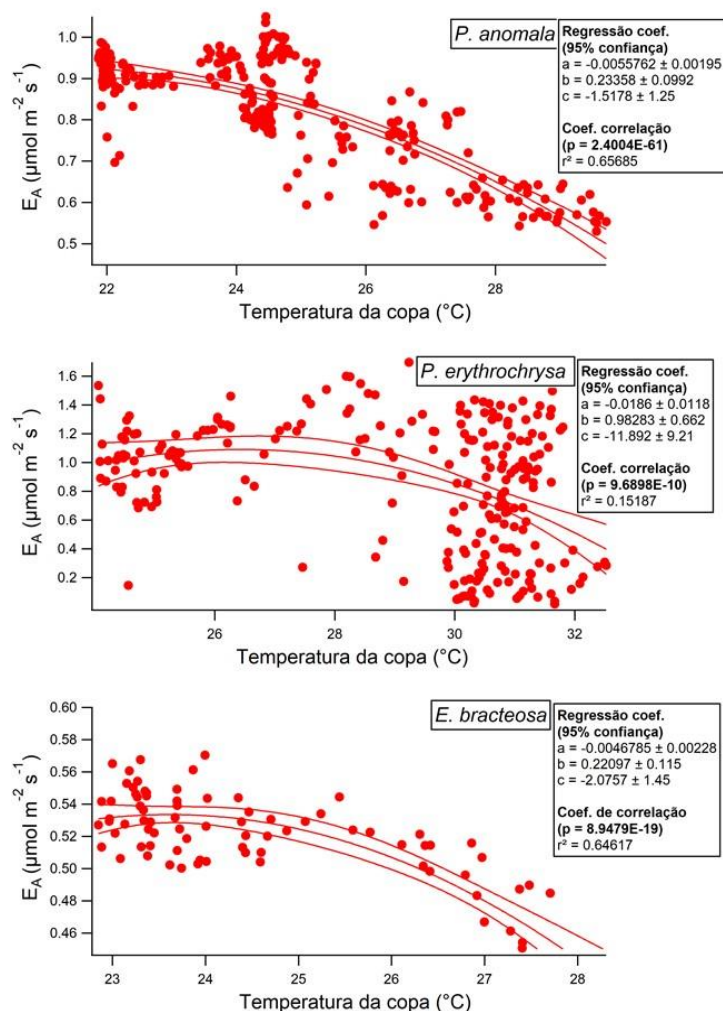 P. anomala
Regressão coef.
(95% confiança)
a = -0.0055762 ± 0.00195
b = 0.23358 ± 0.0992
c = -1.5178 ± 1.25
Coef. correlação
(p = 2.4004E-61)
r² = 0.65685
E_A (µmol m⁻² s⁻¹)
1.0
0.9
0.8
0.7
0.6
0.5
22 24 26 28
Temperatura da copa (°C)
P. erythrochrysa
Regressão coef.
(95% confiança)
a = -0.0186 ± 0.0118
b = 0.98283 ± 0.662
c = -11.892 ± 9.21
Coef. correlação
(p = 9.6898E-10)
r² = 0.15187
E_A (µmol m⁻² s⁻¹)
1.6
1.4
1.2
1.0
0.8
0.6
0.4
0.2
26 28 30 32
Temperatura da copa (°C)
E. bracteosa
Regressão coef.
(95% confiança)
a = -0.0046785 ± 0.00228
b = 0.22097 ± 0.115
c = -2.0757 ± 1.45
Coef. de correlação
(p = 8.9479E-19)
r² = 0.64617
E_A (µmol m⁻² s⁻¹)
0.60
0.58
0.56
0.54
0.52
0.50
0.48
0.46
23 24 25 26 27 28
Temperatura da copa (°C)